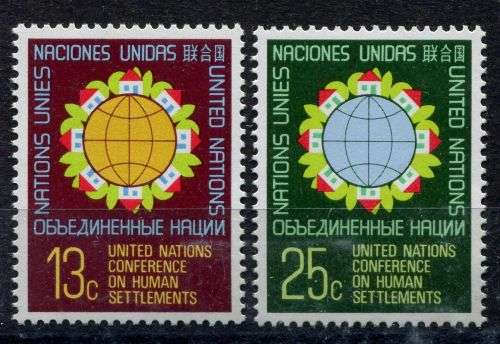 NACIONES UNIDAS 联合国
NATIONS UNIES
UNITED NATIONS
ОБЪЕДИНЕННЫЕ НАЦИИ
13c
UNITED NATIONS
CONFERENCE
ON HUMAN
SETTLEMENTS
NACIONES UNIDAS 联合国
NATIONS UNIES
UNITED NATIONS
ОБЪЕДИНЕННЫЕ НАЦИИ
25c
UNITED NATIONS
CONFERENCE
ON HUMAN
SETTLEMENTS